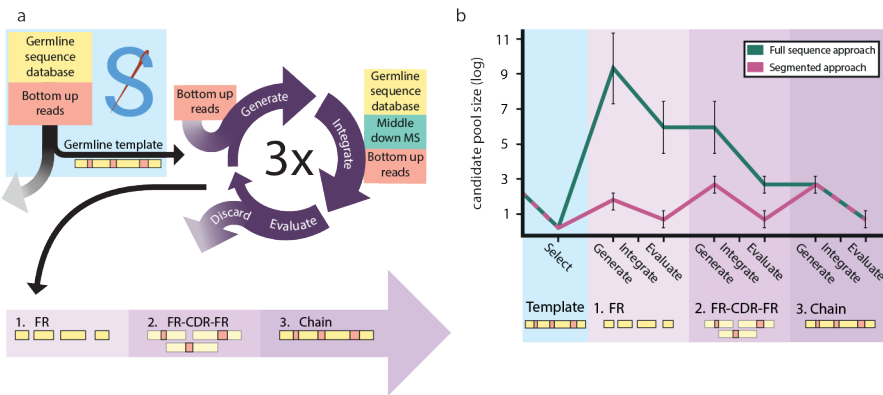 a
Germline
sequence
database
Bottom up
reads
S
Germline template
Bottom up
reads
Generate
Integrate
Evaluate
Discard
3x
Germline
sequence
database
Middle
down MS
Bottom up
reads
1. FR
2. FR-CDR-FR
3. Chain
b
candidate pool size (log)
11
9
7
5
3
1
Full sequence approach
Segmented approach
Select
Generate
Integrate
Evaluate
Generate
Integrate
Evaluate
Generate
Integrate
Evaluate
Template
1. FR
2. FR-CDR-FR
3. Chain